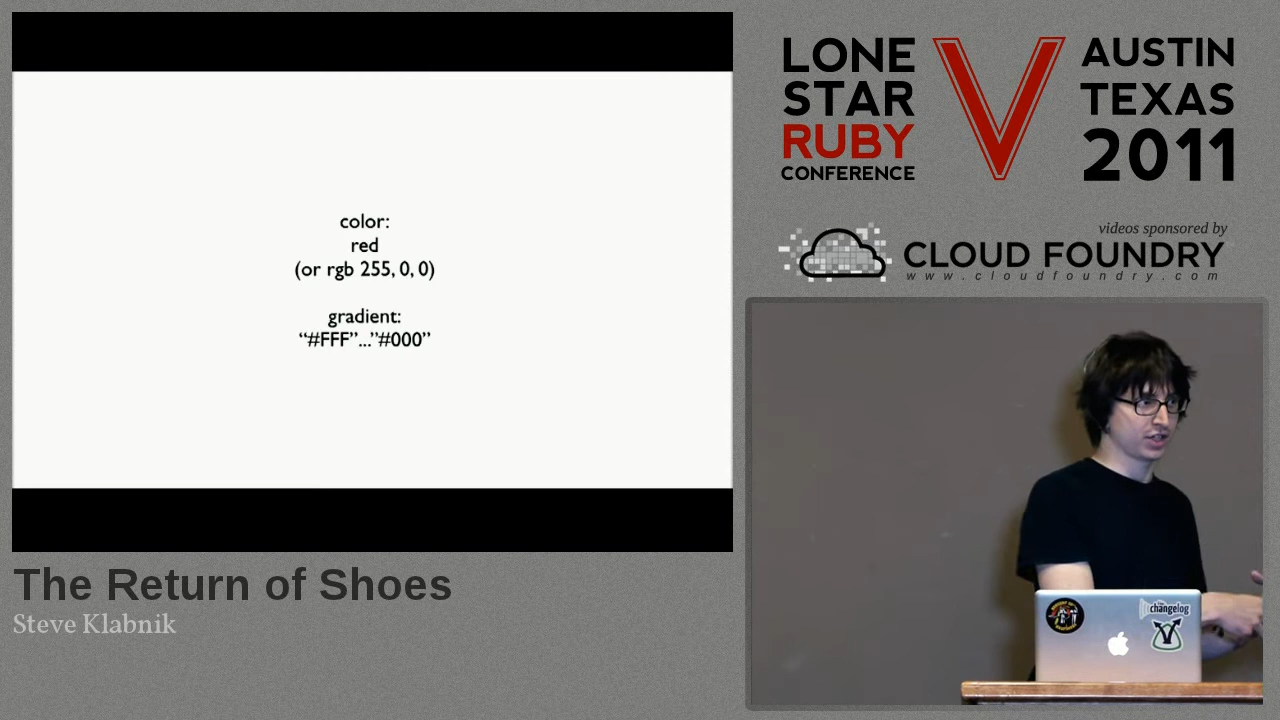 color:
red
(or rgb 255, 0, 0)
gradient:
“#FFF”...”#000”
The Return of Shoes
Steve Klabnik
LONE
STAR
RUBY
CONFERENCE
V
AUSTIN
TEXAS
2011
videos sponsored by
CLOUD FOUNDRY
www.cloudfoundry.com
changelog